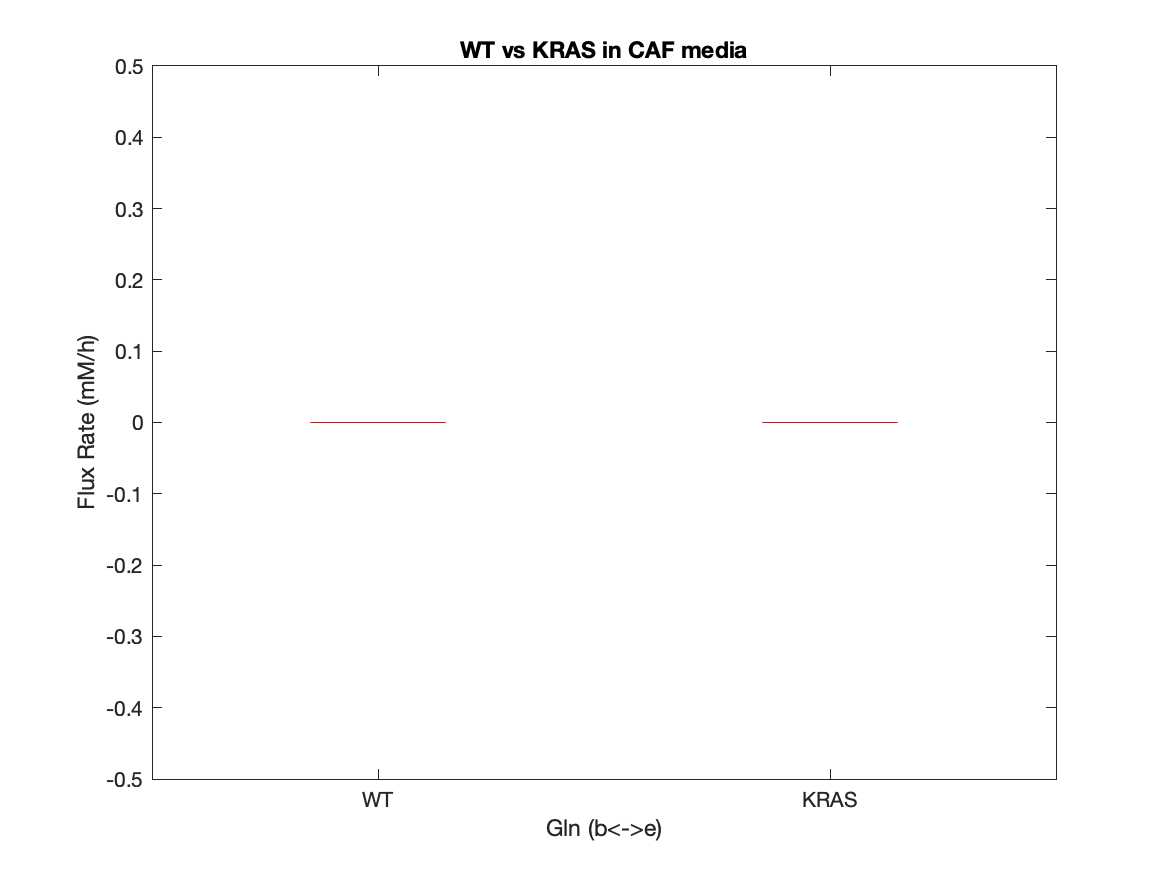 WT vs KRAS in CAF media
0.5
0.4
0.3
0.2
0.1
0
-0.1
-0.2
-0.3
-0.4
-0.5
Flux Rate (mM/h)
WT KRAS
Gln (b<->e)